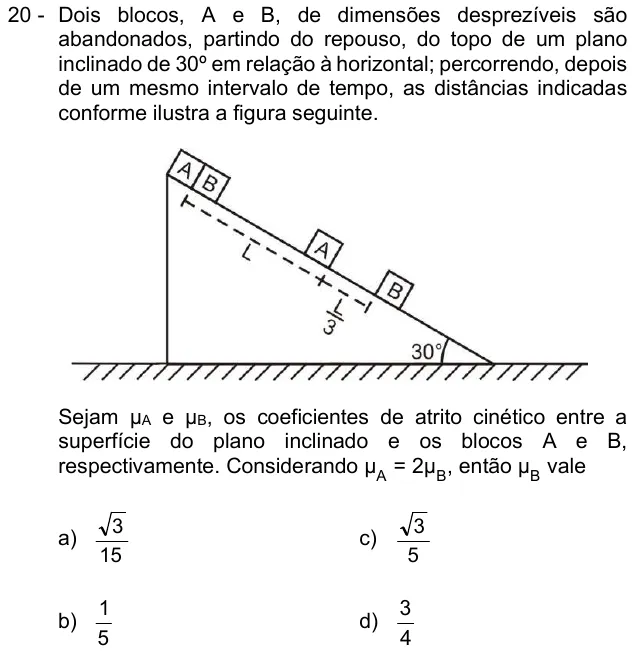 20 - Dois blocos, A e B, de dimensões desprezíveis são
abandonados, partindo do repouso, do topo de um plano
inclinado de 30º em relação à horizontal; percorrendo, depois
de um mesmo intervalo de tempo, as distâncias indicadas
conforme ilustra a figura seguinte.
A B
A
L
B
L/3
30°
Sejam μA e μB, os coeficientes de atrito cinético entre a
superfície do plano inclinado e os blocos A e B,
respectivamente. Considerando μA = 2μB, então μB vale
a) √3/15
c) √3/5
b) 1/5
d) 3/4